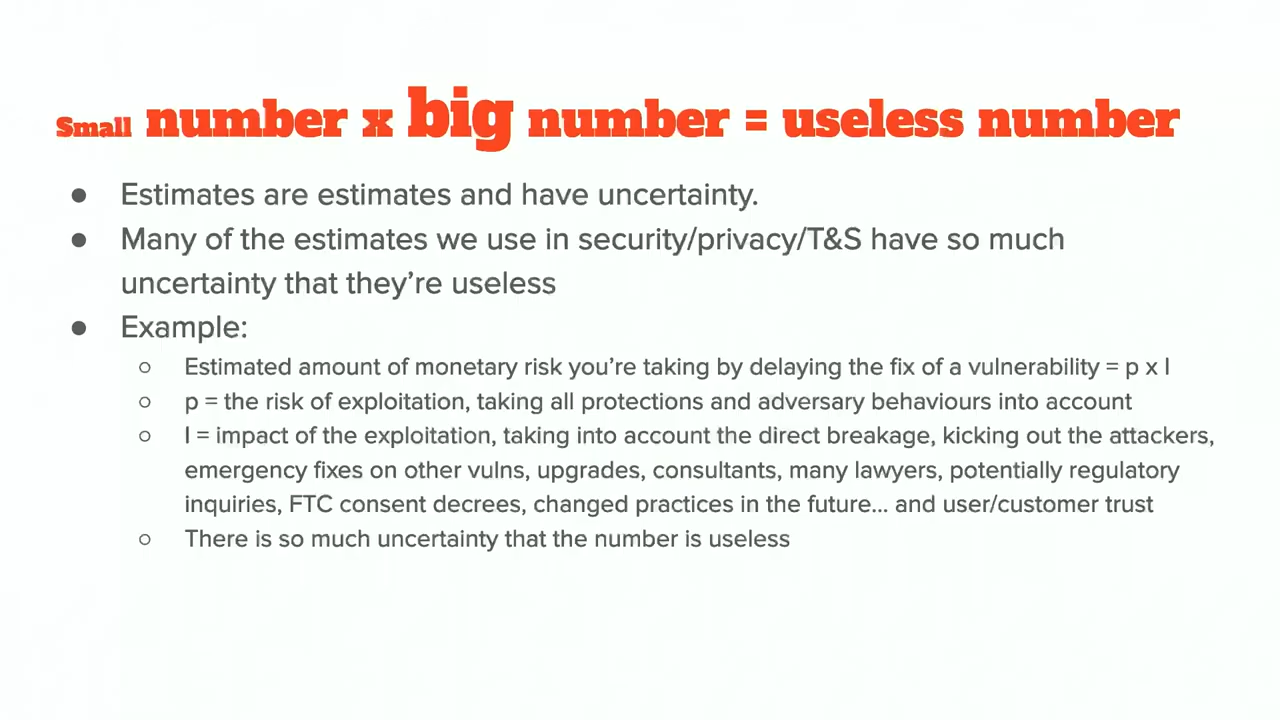 Small number x big number = useless number
● Estimates are estimates and have uncertainty.
● Many of the estimates we use in security/privacy/T&S have so much
uncertainty that they’re useless
● Example:
○ Estimated amount of monetary risk you’re taking by delaying the fix of a vulnerability = p x I
○ p = the risk of exploitation, taking all protections and adversary behaviours into account
○ I = impact of the exploitation, taking into account the direct breakage, kicking out the attackers,
emergency fixes on other vulns, upgrades, consultants, many lawyers, potentially regulatory
inquiries, FTC consent decrees, changed practices in the future... and user/customer trust
○ There is so much uncertainty that the number is useless